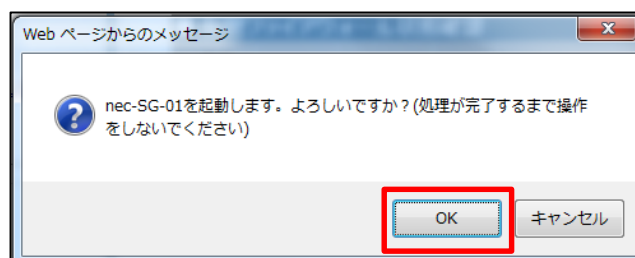 Web ページからのメッセージ
nec-SG-01を起動します。よろしいですか？(処理が完了するまで操作
をしないでください)
OK
キャンセル